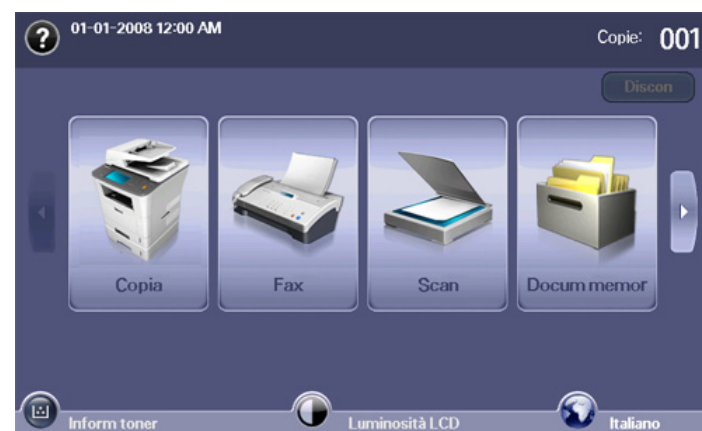 01-01-2008 12:00 AM
Copie: 001
Discon
Copia
Fax
Scan
Docum memor
Inform toner
Luminosità LCD
Italiano